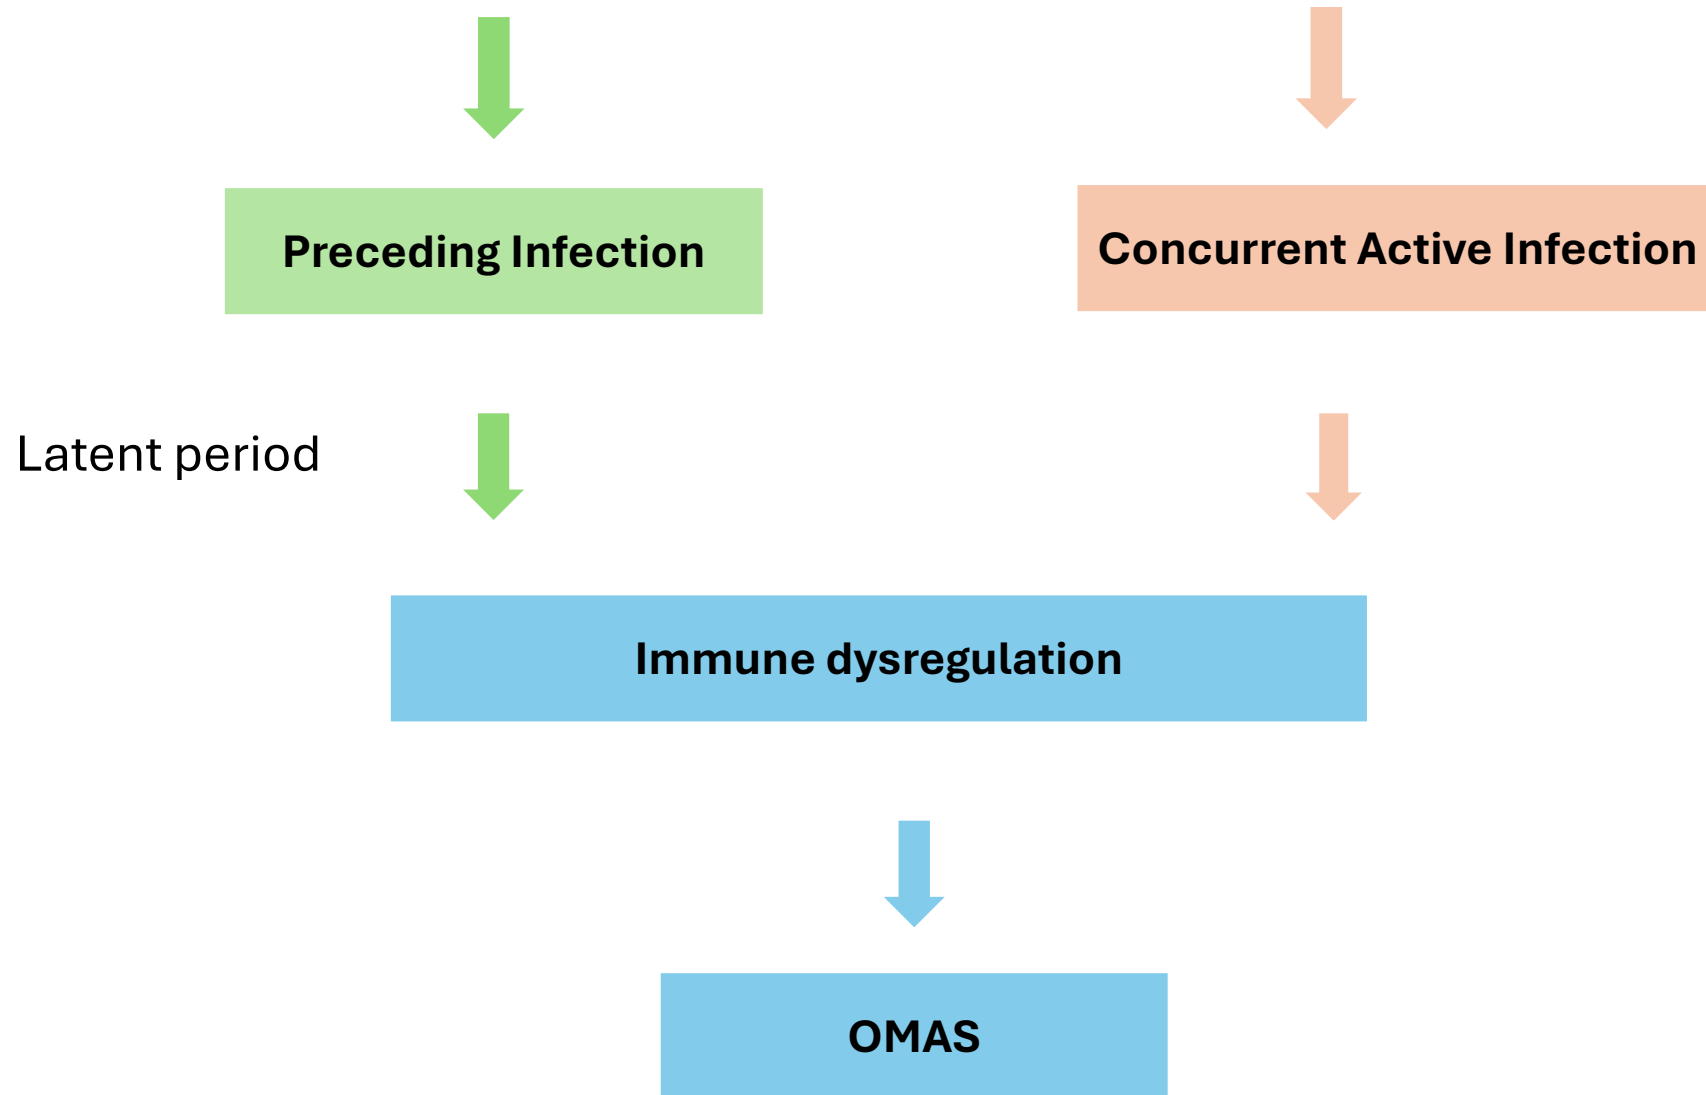 Preceding Infection
Concurrent Active Infection
Latent period
Immune dysregulation
OMAS